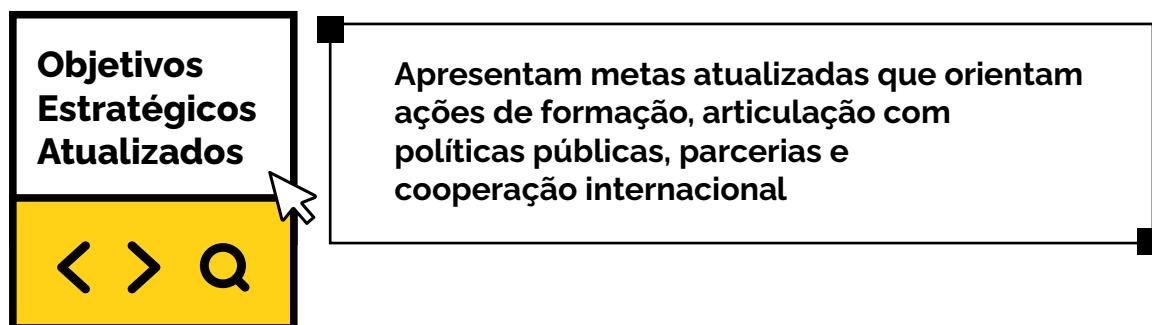 Objetivos
Estratégicos
Atualizados
Apresentam metas atualizadas que orientam
ações de formação, articulação com
políticas públicas, parcerias e
cooperação internacional